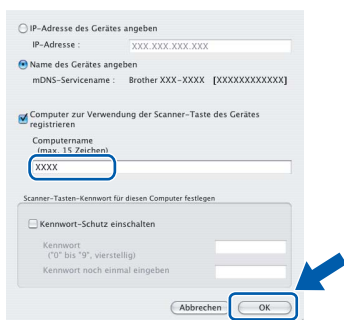 IP-Adresse des Gerätes angeben
IP-Adresse : XXX.XXX.XXX.XXX
Name des Gerätes angeben
mDNS-Servicename : Brother XXX-XXXX [XXXXXXXXXXXX]
Computer zur Verwendung der Scanner-Taste des Gerätes
registrieren
Computername
(max. 15 Zeichen)
XXXX
Scanner-Tasten-Kennwort für diesen Computer festlegen
Kennwort-Schutz einschalten
Kennwort
("0" bis "9", vierstellig)
Kennwort noch einmal eingeben
Abbrechen OK